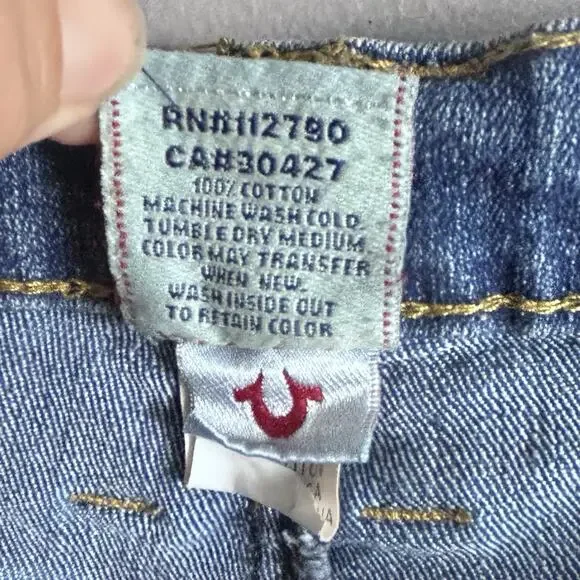 RN#112790
CA#30427
100% COTTON
MACHINE WASH COLD
TUMBLE DRY MEDIUM
COLOR MAY TRANSFER
WHEN NEW.
WASH INSIDE OUT
TO RETAIN COLOR